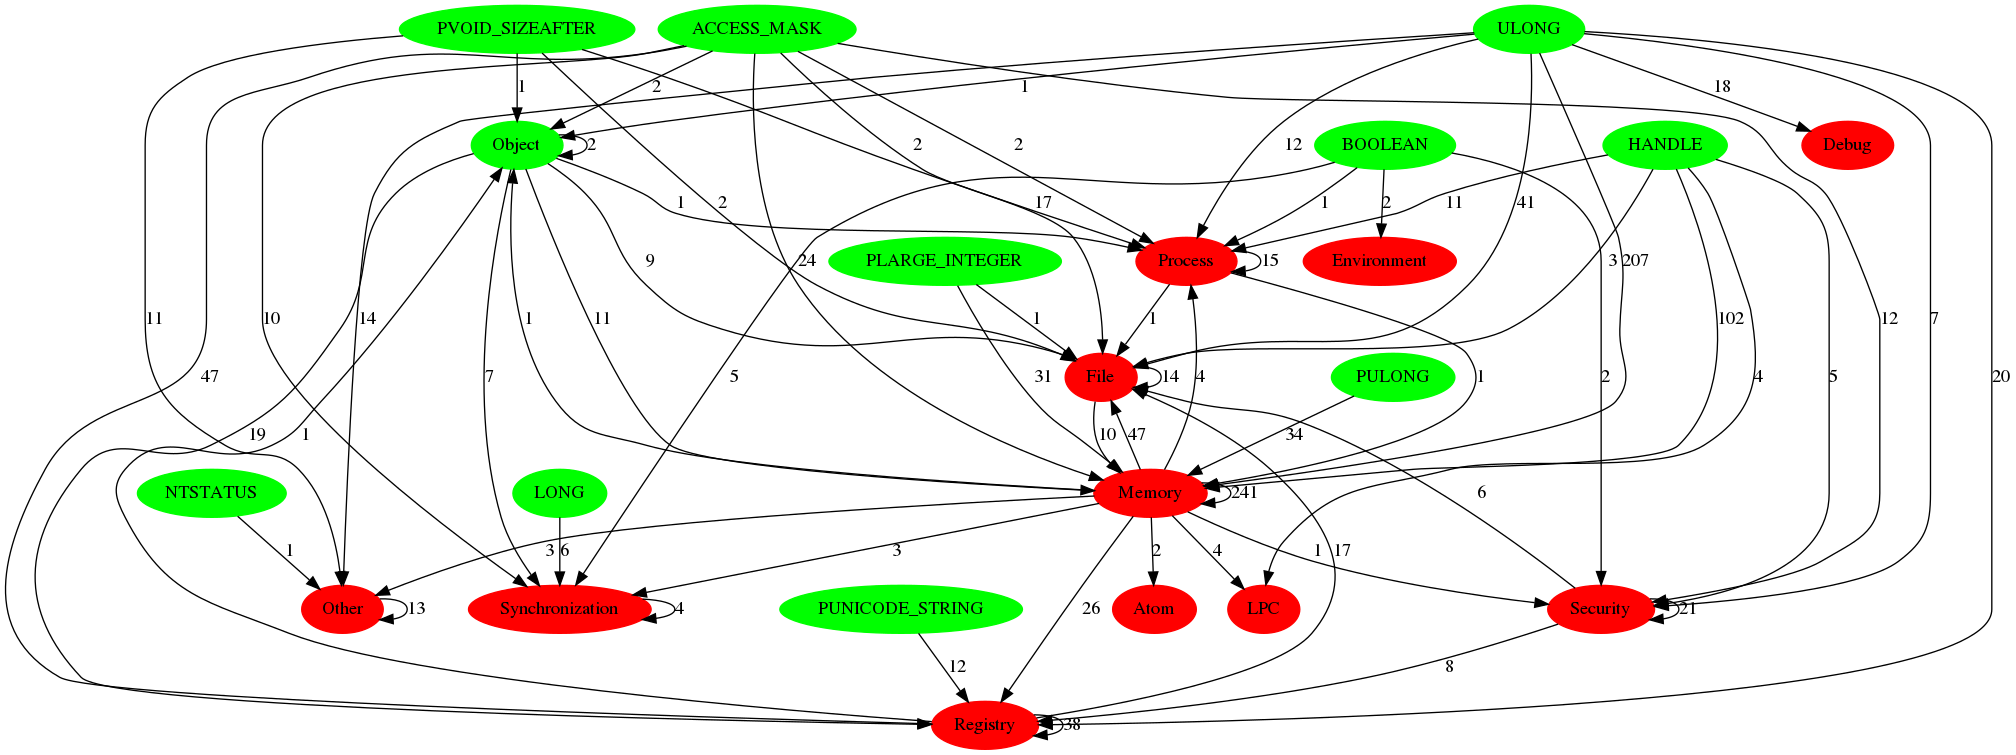 PVOID_SIZEAFTER ACCESS_MASK ULONG
1 2 1 18
Object 2 2 2 12 BOOLEAN HANDLE Debug
1 2 17 1 2 11 41
9 PLARGE_INTEGER 24 Process 15 Environment 3 207
11 10 14 7 1 11 1 1 102 12 7
47 5 31 File 14 4 PULONG 1 2 4 5 20
19 1 10 47 34
NTSTATUS LONG Memory 241 6
1 3 6 3 2 4 1 17
Other 13 Synchronization 4 PUNICODE_STRING 26 Atom LPC Security 21
12 8
Registry 38